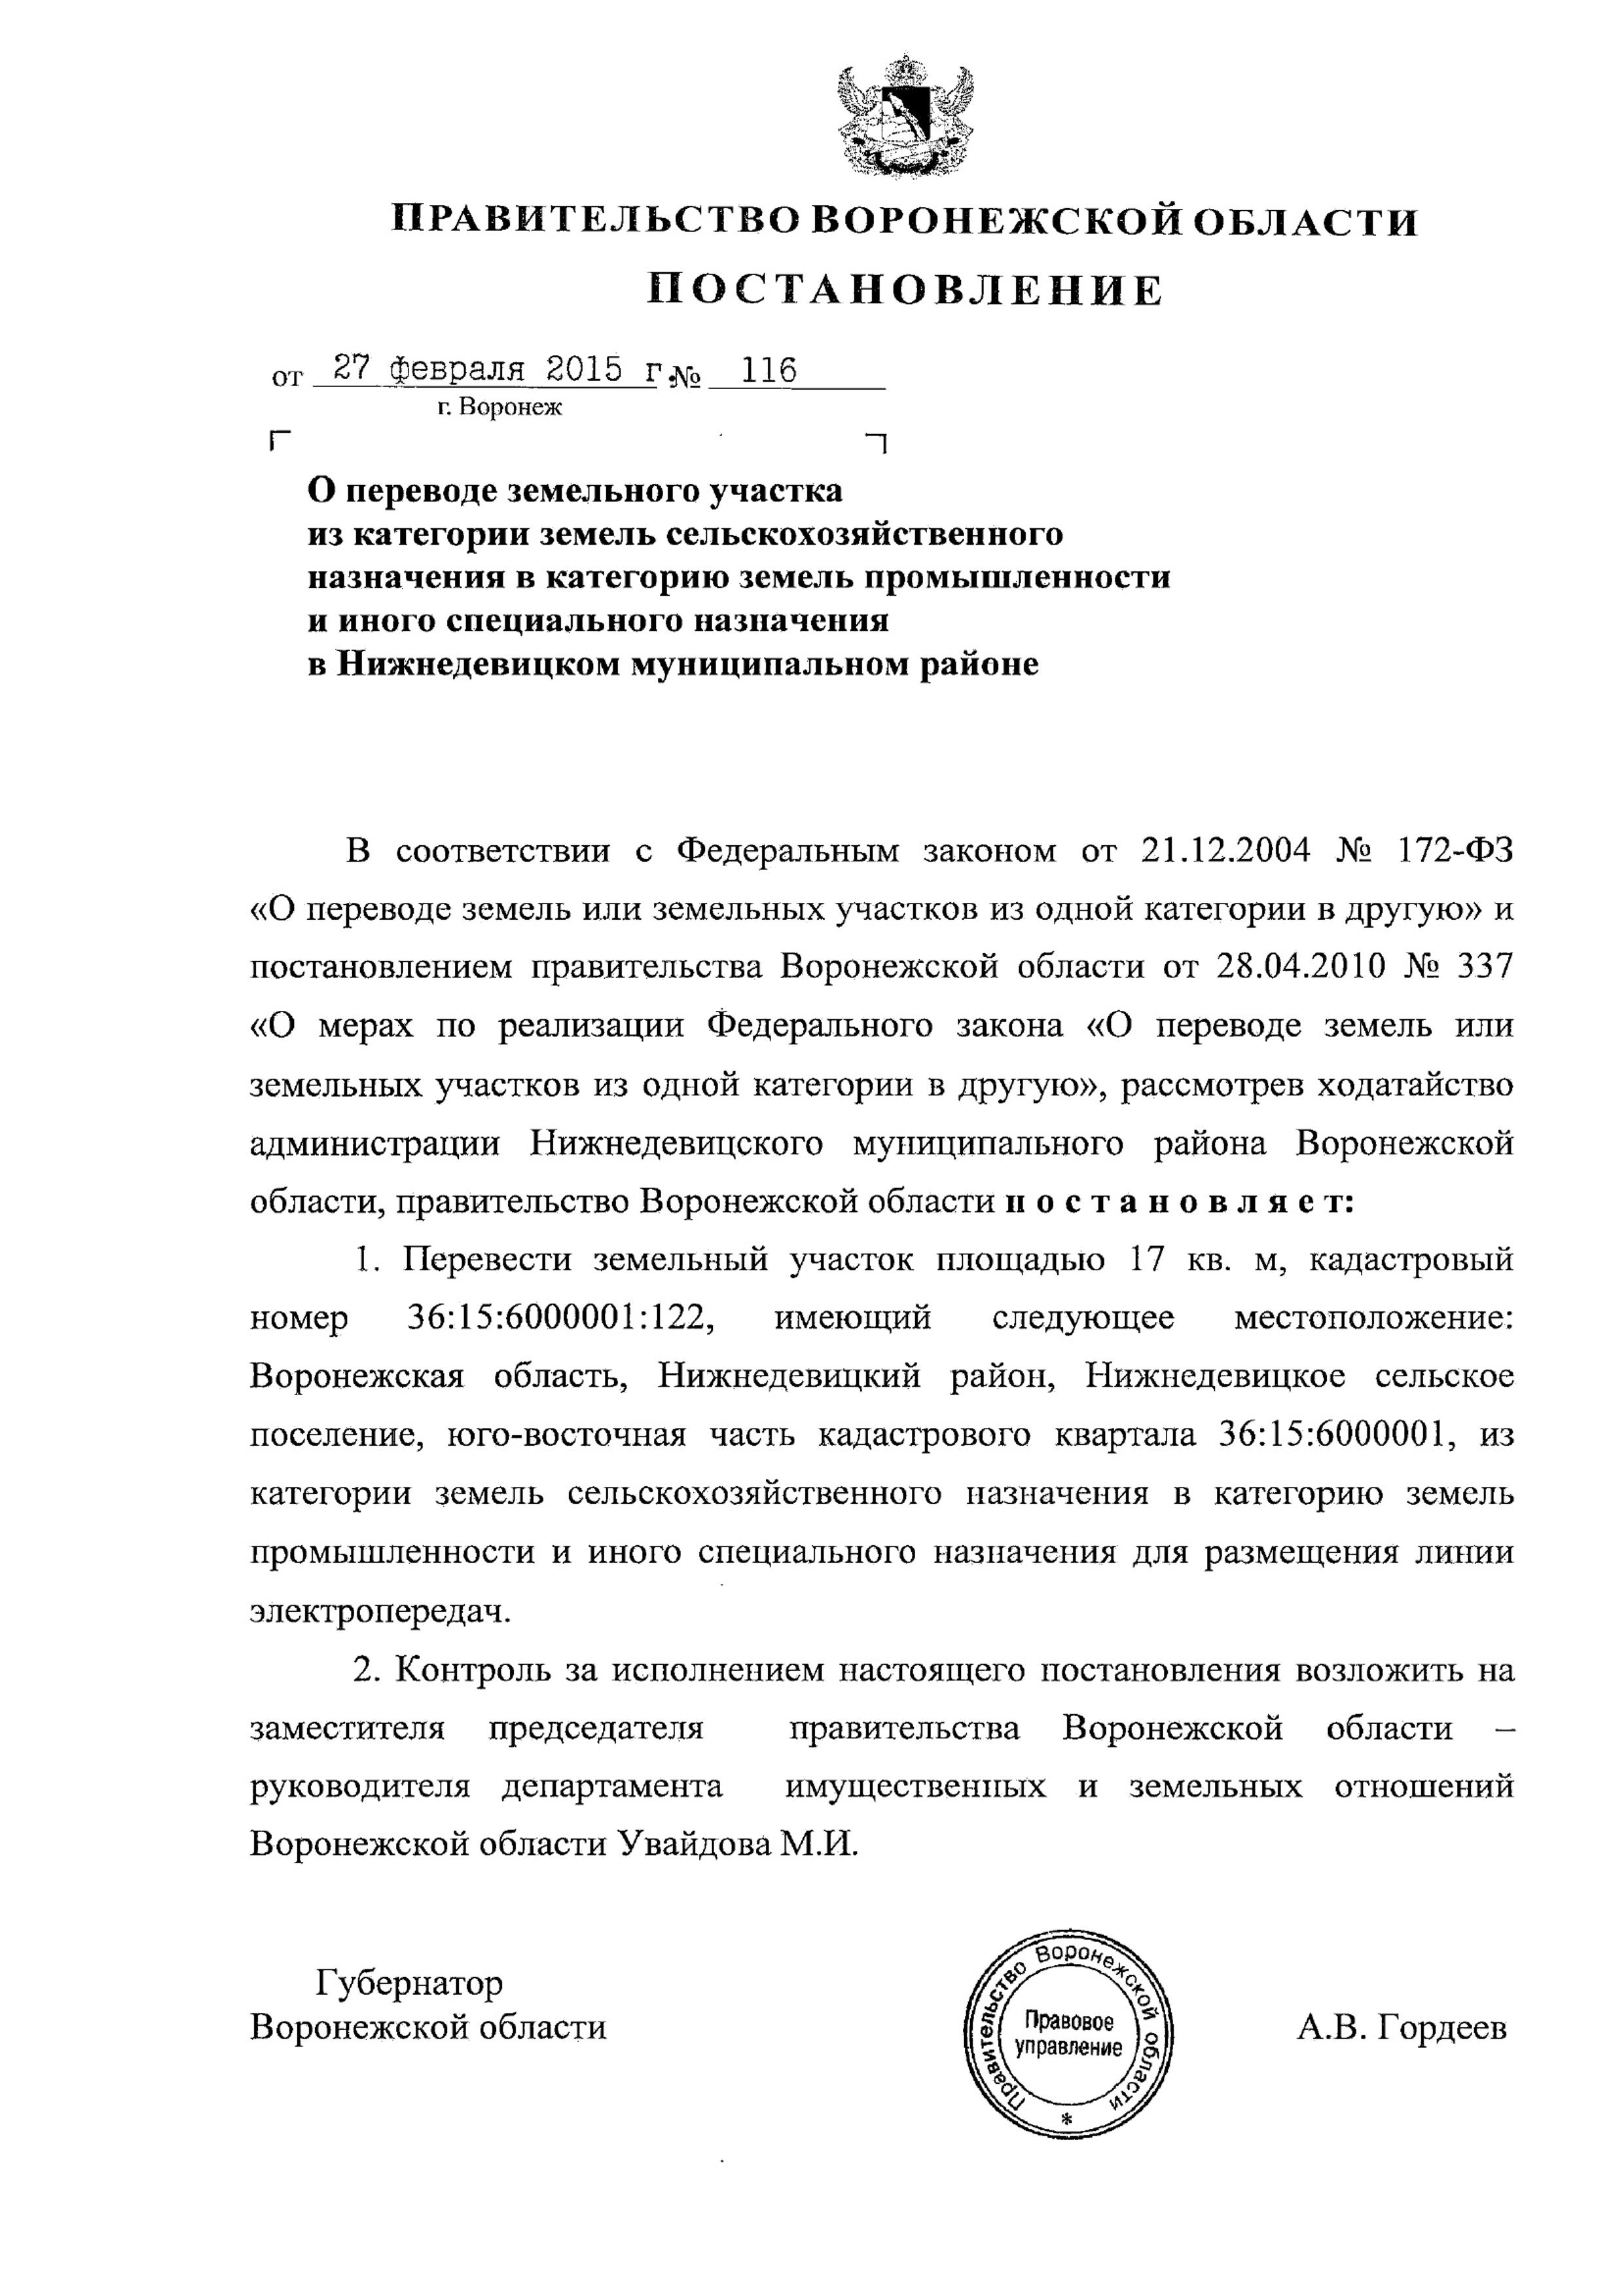 ПРАВИТЕЛЬСТВО ВОРОНЕЖСКОЙ ОБЛАСТИ
ПОСТАНОВЛЕНИЕ
от 27 февраля 2015 г. № 116
г. Воронеж
О переводе земельного участка
из категории земель сельскохозяйственного
назначения в категорию земель промышленности
и иного специального назначения
в Нижнедевицком муниципальном районе
В соответствии с Федеральным законом от 21.12.2004 № 172-ФЗ
«О переводе земель или земельных участков из одной категории в другую» и
постановлением правительства Воронежской области от 28.04.2010 № 337
«О мерах по реализации Федерального закона «О переводе земель или
земельных участков из одной категории в другую», рассмотрев ходатайство
администрации Нижнедевицского муниципального района Воронежской
области, правительство Воронежской области п о с т а н о в л я е т:
1. Перевести земельный участок площадью 17 кв. м, кадастровый
номер 36:15:6000001:122, имеющий следующее местоположение:
Воронежская область, Нижнедевицкий район, Нижнедевицкое сельское
поселение, юго-восточная часть кадастрового квартала 36:15:6000001, из
категории земель сельскохозяйственного назначения в категорию земель
промышленности и иного специального назначения для размещения линии
электропередач.
2. Контроль за исполнением настоящего постановления возложить на
заместителя председателя правительства Воронежской области –
руководителя департамента имущественных и земельных отношений
Воронежской области Увайдова М.И.
Губернатор
Воронежской области
А.В. Гордеев
Правительство Воронежской области
Правовое
управление
*